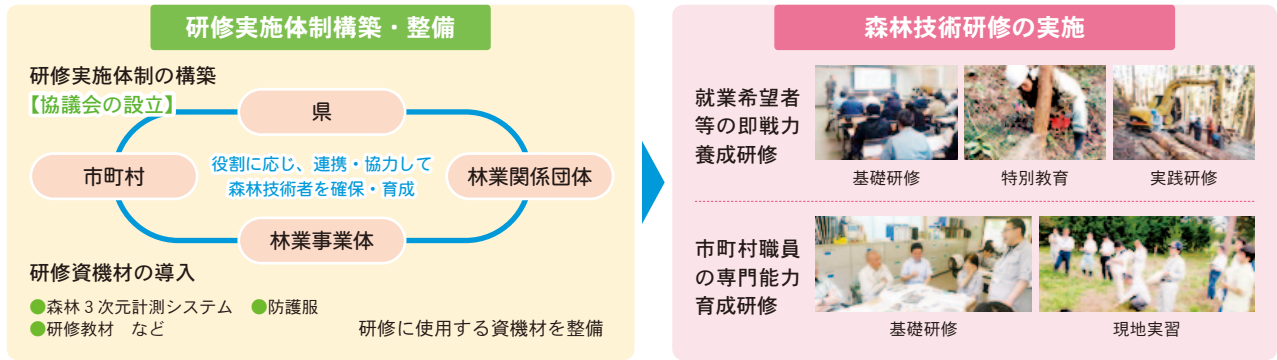 研修実施体制構築・整備
研修実施体制の構築
【協議会の設立】
県
市町村
役割に応じ、連携・協力して
森林技術者を確保・育成
林業関係団体
林業事業体
研修資機材の導入
●森林３次元計測システム　●防護服
●研修教材　など
研修に使用する資機材を整備
森林技術研修の実施
就業希望者
等の即戦力
養成研修
基礎研修
特別教育
実践研修
市町村職員
の専門能力
育成研修
基礎研修
現地実習